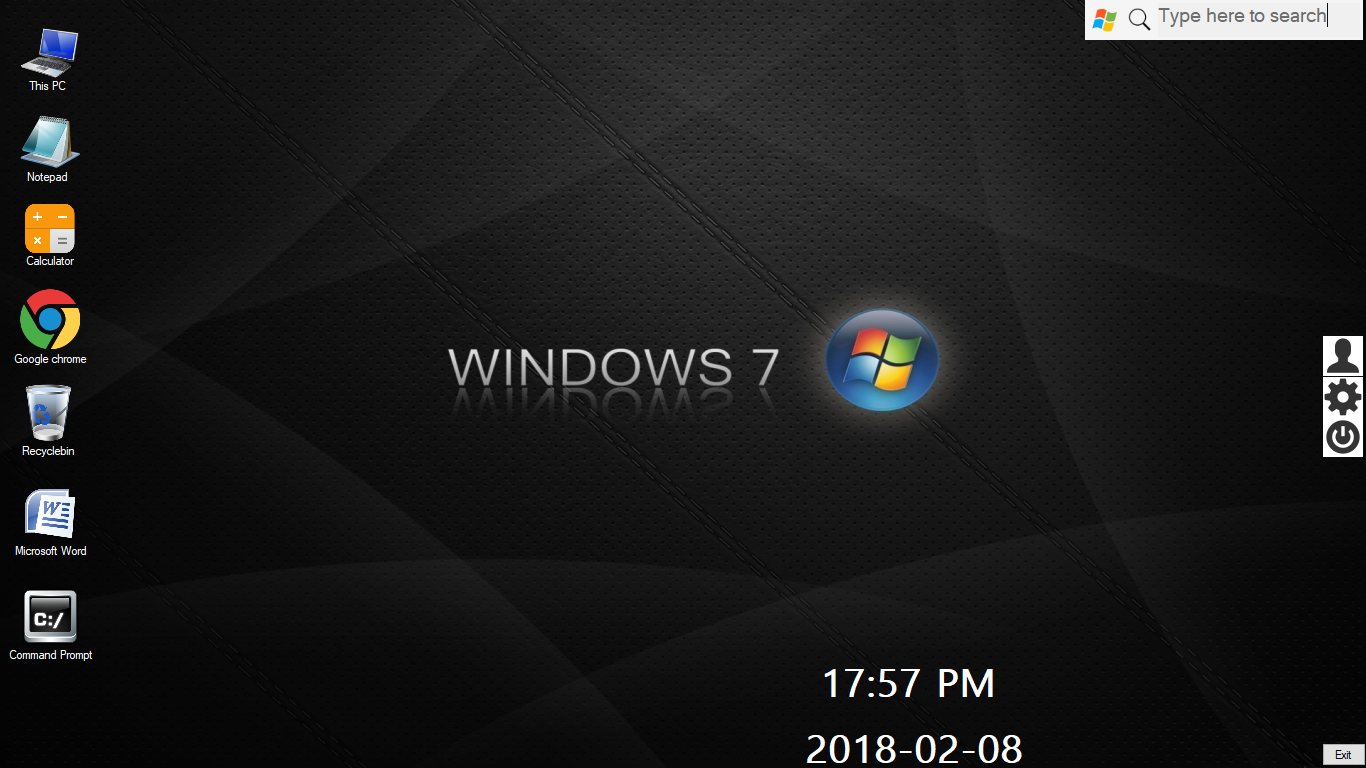 Type here to search
This PC
Notepad
+ −
× =
Calculator
Google chrome
Recyclebin
W
Microsoft Word
C:/
Command Prompt
WINDOWS 7
17:57 PM
2018-02-08
Exit